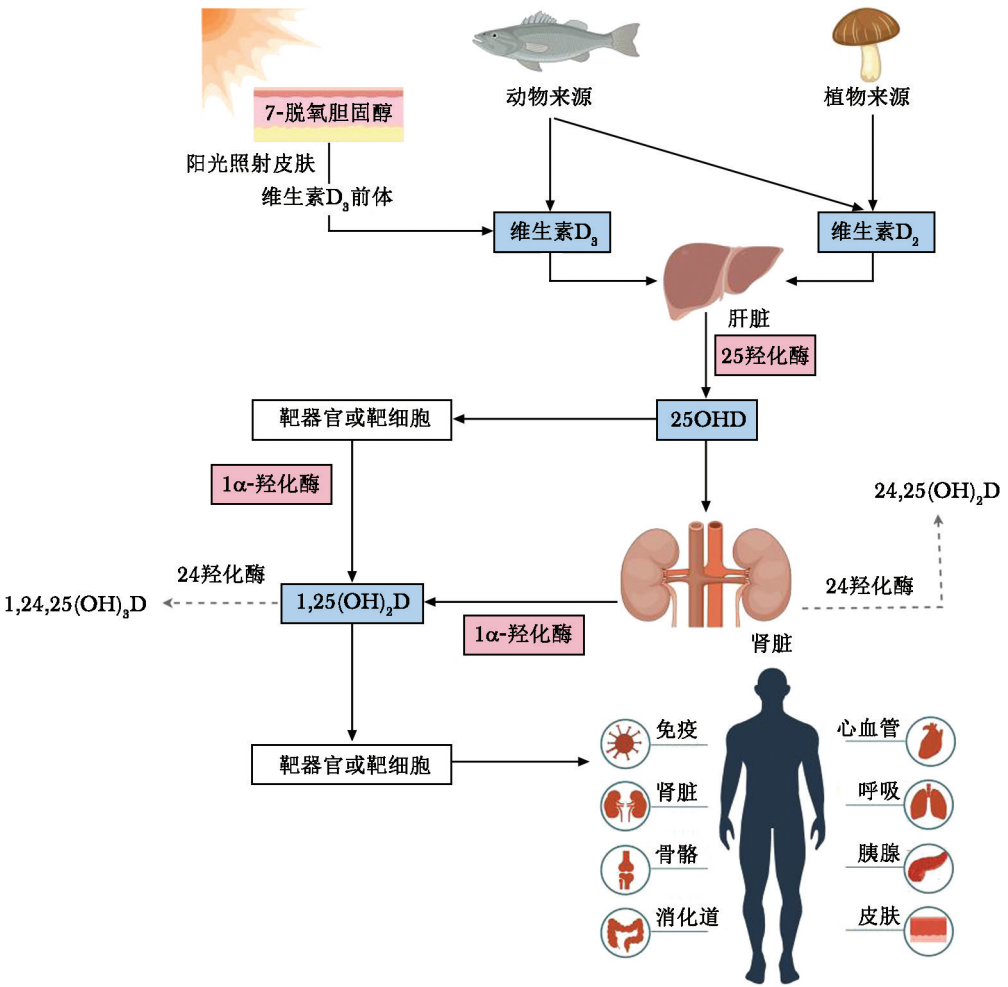 动物来源
植物来源
7-脱氧胆固醇
阳光照射皮肤
维生素D₃前体
维生素D₃
维生素D₂
肝脏
25羟化酶
靶器官或靶细胞
25OHD
1α-羟化酶
24,25(OH)₂D
24羟化酶
24羟化酶
1,24,25(OH)₃D
1,25(OH)₂D
1α-羟化酶
肾脏
免疫
心血管
靶器官或靶细胞
肾脏
呼吸
骨骼
胰腺
消化道
皮肤